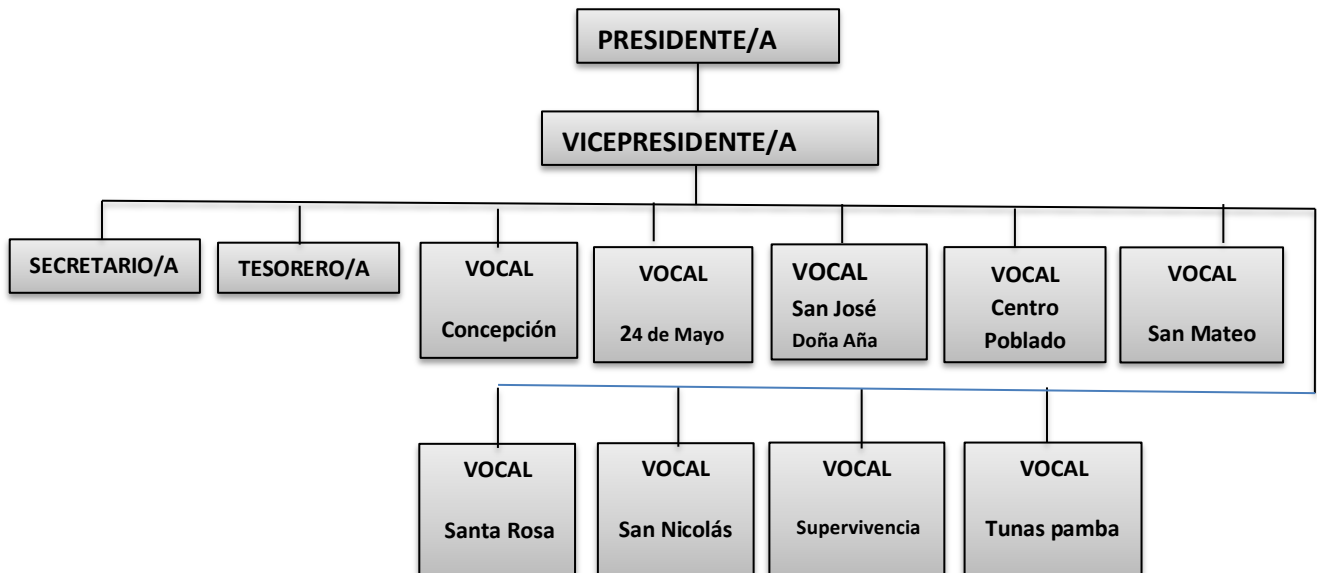 PRESIDENTE/A
VICEPRESIDENTE/A
SECRETARIO/A
TESORERO/A
VOCAL
Concepción
VOCAL
24 de Mayo
VOCAL
San José
Doña Aña
VOCAL
Centro
Poblado
VOCAL
San Mateo
VOCAL
Santa Rosa
VOCAL
San Nicolás
VOCAL
Supervivencia
VOCAL
Tunas pamba